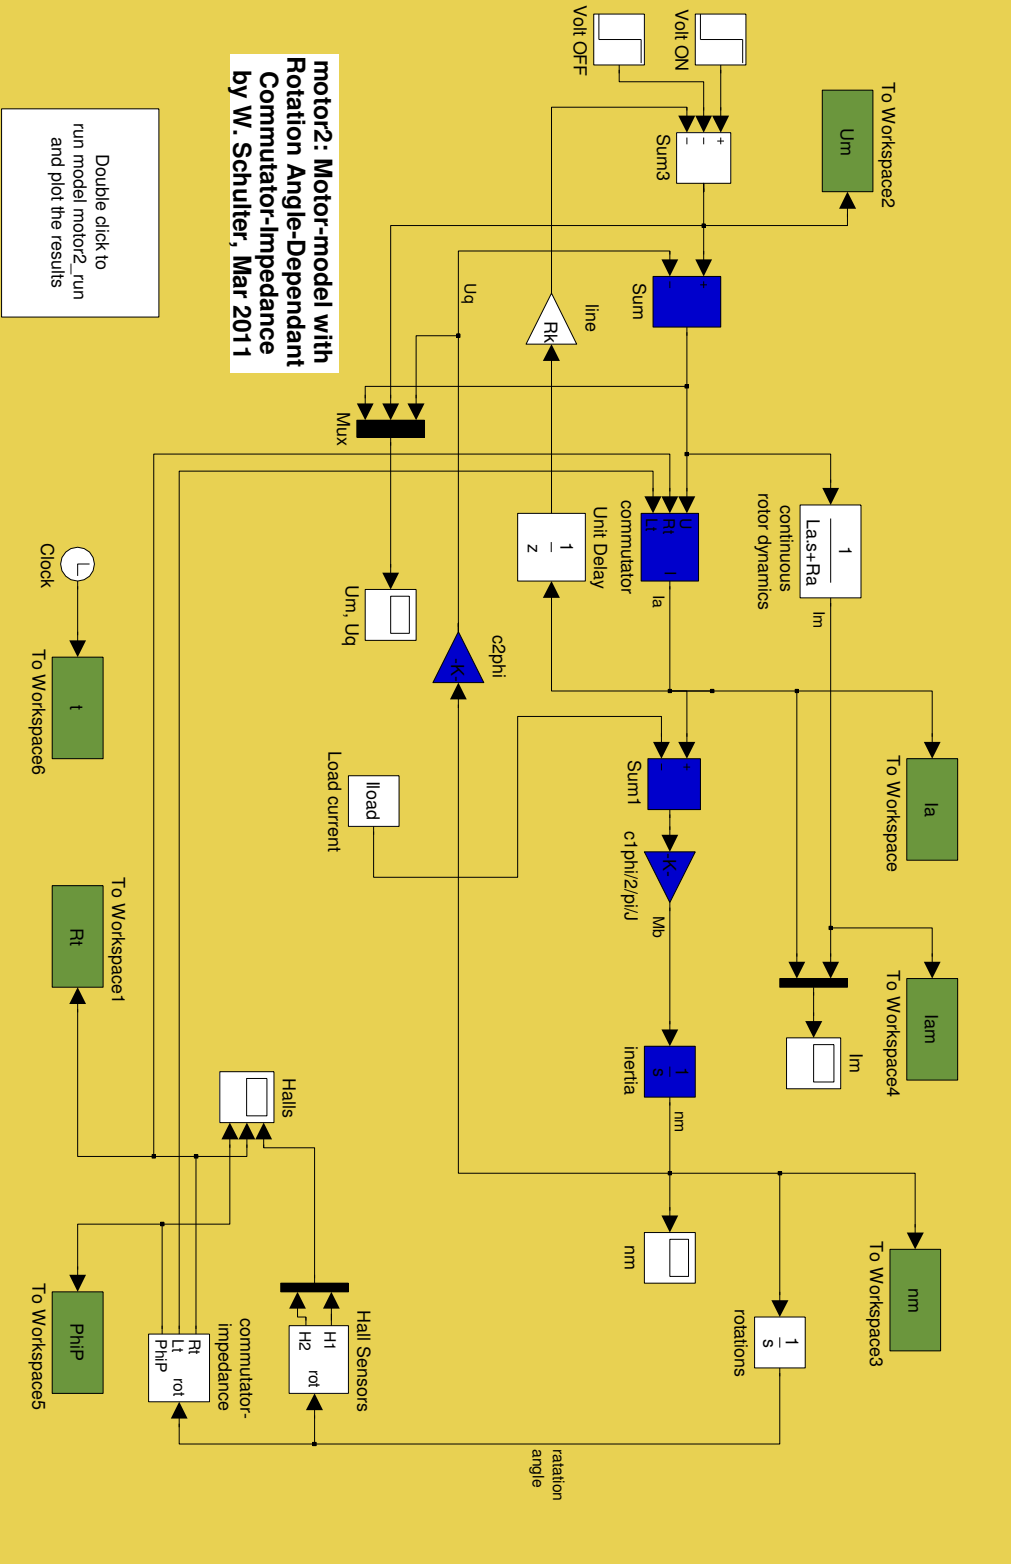 Ia
To Workspace
Iam
To Workspace4
nm
To Workspace3
To Workspace2
Um
Im
1
La.s+Ra
continuous
rotor dynamics
Im
1
s
rotations
Volt ON
Volt OFF
+
−
−
Sum3
+
-
Sum
U
Rt
Lt
I
commutator
Ia
+
-
Sum1
-K-
c1phi/2/pi/J
Mb
1
s
inertia
nm
nm
line
Rk
Unit Delay
1
z
ratation
angle
Uq
c2phi
-K-
Mux
Um, Uq
Iload
Load current
motor2: Motor-model with
Rotation Angle-Dependant
Commutator-Impedance
by W. Schulter, Mar 2011
Hall Sensors
H1
H2
rot
Halls
commutator-
impedance
Rt
Lt
PhiP
rot
Double click to
run model motor2_run
and plot the results
Clock
t
To Workspace6
To Workspace1
Rt
PhiP
To Workspace5